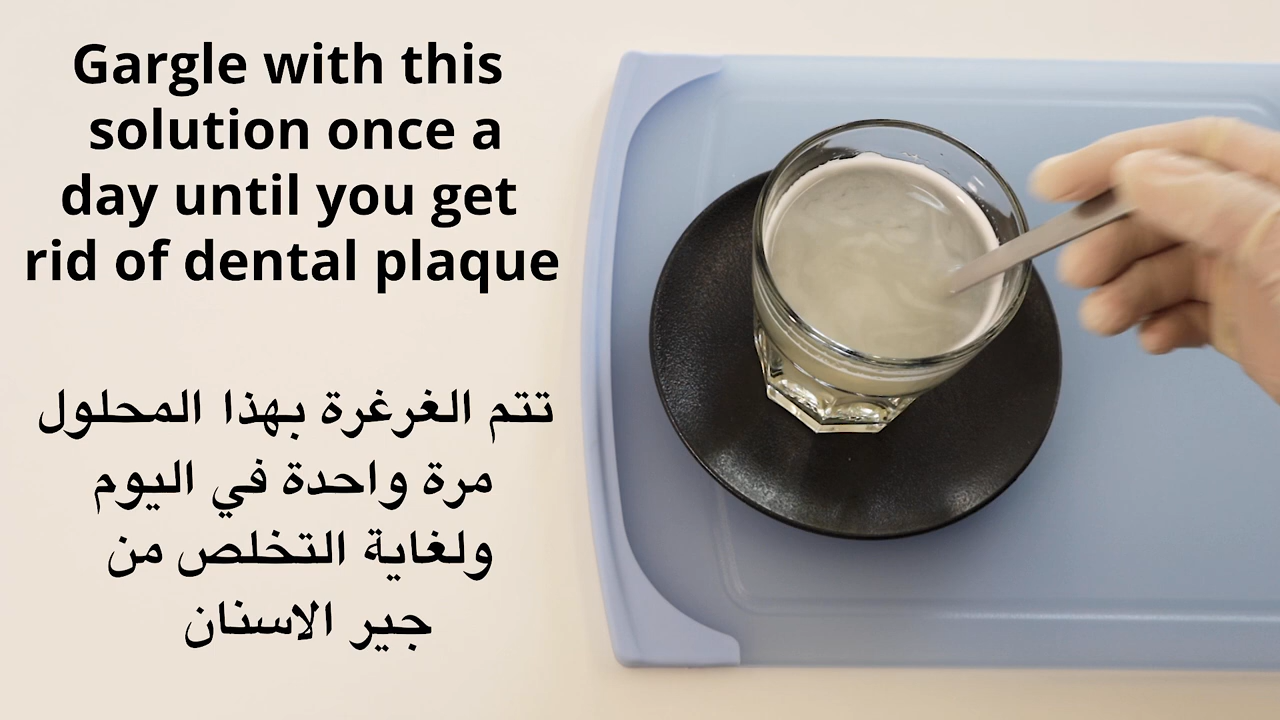 Gargle with this
solution once a
day until you get
rid of dental plaque
تتم الغرغرة بهذا المحلول
مرة واحدة في اليوم
ولغاية التخلص من
جير الاسنان